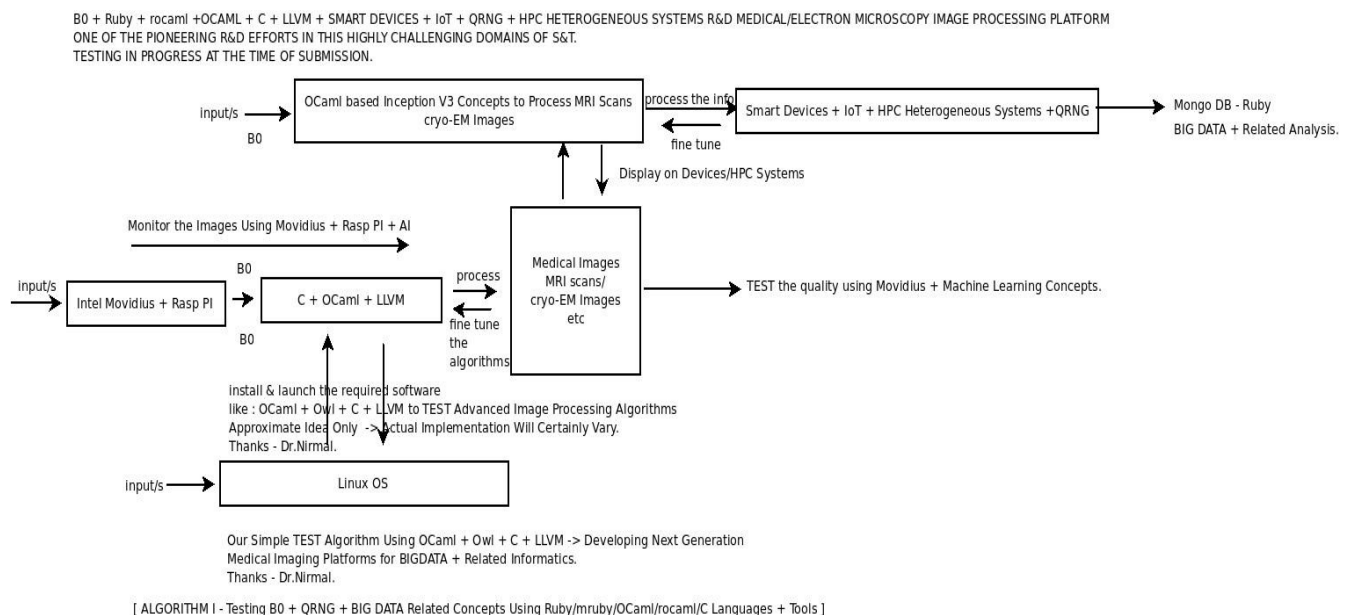 B0 + Ruby + rocaml +OCAML + C + LLVM + SMART DEVICES + IoT + QRNG + HPC HETEROGENEOUS SYSTEMS R&D MEDICAL/ELECTRON MICROSCOPY IMAGE PROCESSING PLATFORM
ONE OF THE PIONEERING R&D EFFORTS IN THIS HIGHLY CHALLENGING DOMAINS OF S&T.
TESTING IN PROGRESS AT THE TIME OF SUBMISSION.
input/s
B0
OCaml based Inception V3 Concepts to Process MRI Scans
cryo-EM Images
process the info
fine tune
Smart Devices + IoT + HPC Heterogeneous Systems +QRNG
Mongo DB - Ruby
BIG DATA + Related Analysis.
Display on Devices/HPC Systems
Monitor the Images Using Movidius + Rasp PI + AI
input/s
Intel Movidius + Rasp PI
B0
B0
C + OCaml + LLVM
process
fine tune
the
algorithms
Medical Images
MRI scans/
cryo-EM Images
etc
TEST the quality using Movidius + Machine Learning Concepts.
install & launch the required software
like : OCaml + Owl + C + LLVM to TEST Advanced Image Processing Algorithms
Approximate Idea Only -> Actual Implementation Will Certainly Vary.
Thanks - Dr.Nirmal.
input/s
Linux OS
Our Simple TEST Algorithm Using OCaml + Owl + C + LLVM -> Developing Next Generation
Medical Imaging Platforms for BIGDATA + Related Informatics.
Thanks - Dr.Nirmal.
[ ALGORITHM I - Testing B0 + QRNG + BIG DATA Related Concepts Using Ruby/mruby/OCaml/rocaml/C Languages + Tools ]